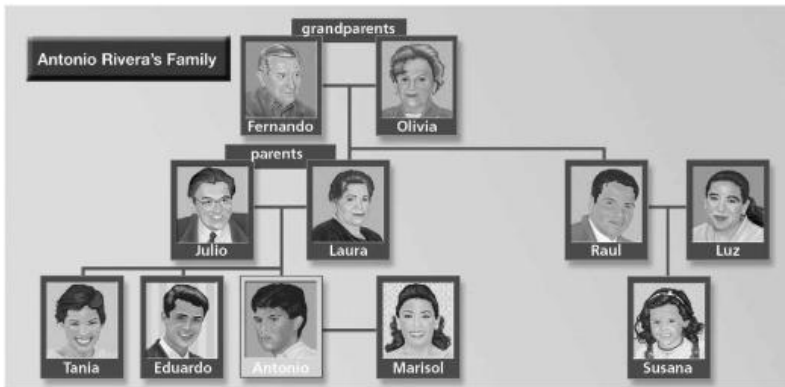 grandparents
Antonio Rivera's Family
Fernando
Olivia
parents
Julio
Laura
Raul
Luz
Tania
Eduardo
Antonio
Marisol
Susana